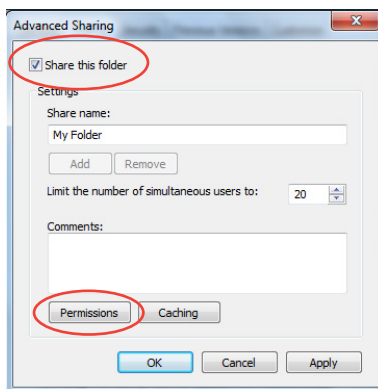 Advanced Sharing
Share this folder
Settings
Share name:
My Folder
Add Remove
Limit the number of simultaneous users to: 20
Comments:
Permissions Caching
OK Cancel Apply